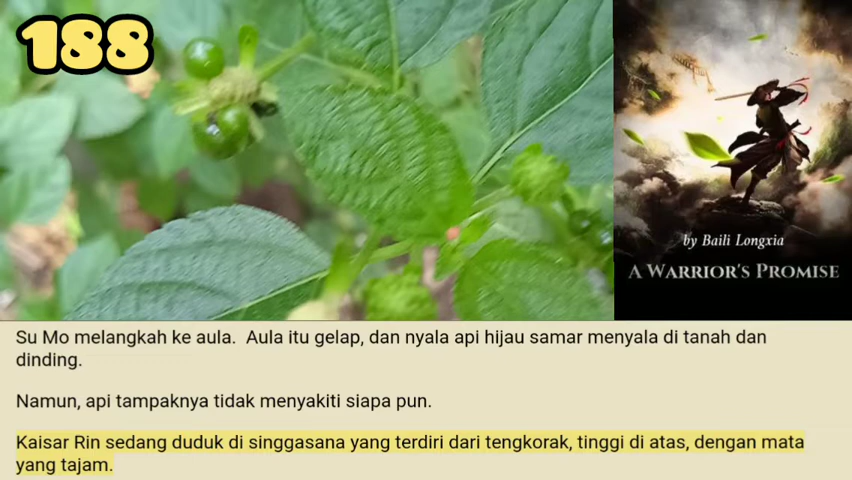 188
by Baili Longxia
A WARRIOR'S PROMISE
Su Mo melangkah ke aula. Aula itu gelap, dan nyala api hijau samar menyala di tanah dan
dinding.
Namun, api tampaknya tidak menyakiti siapa pun.
Kaisar Rin sedang duduk di singgasana yang terdiri dari tengkorak, tinggi di atas, dengan mata
yang tajam.